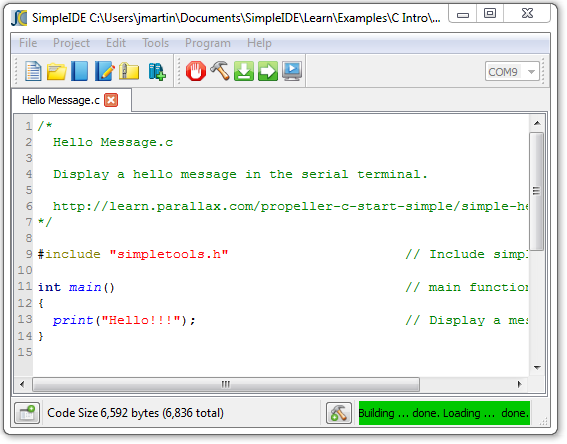 SimpleIDE C:\Users\jmartin\Documents\SimpleIDE\Learn\Examples\C Intro\...
File Project Edit Tools Program Help
COM9
Hello Message.c
1 /*
2 Hello Message.c
3
4 Display a hello message in the serial terminal.
5
6 http://learn.parallax.com/propeller-c-start-simple/simple-he
7 */
8
9 #include "simpletools.h" // Include simpl
10
11 int main() // main function
12 {
13 print("Hello!!!"); // Display a mes
14 }
15
Code Size 6,592 bytes (6,836 total)
Building ... done. Loading ... done.